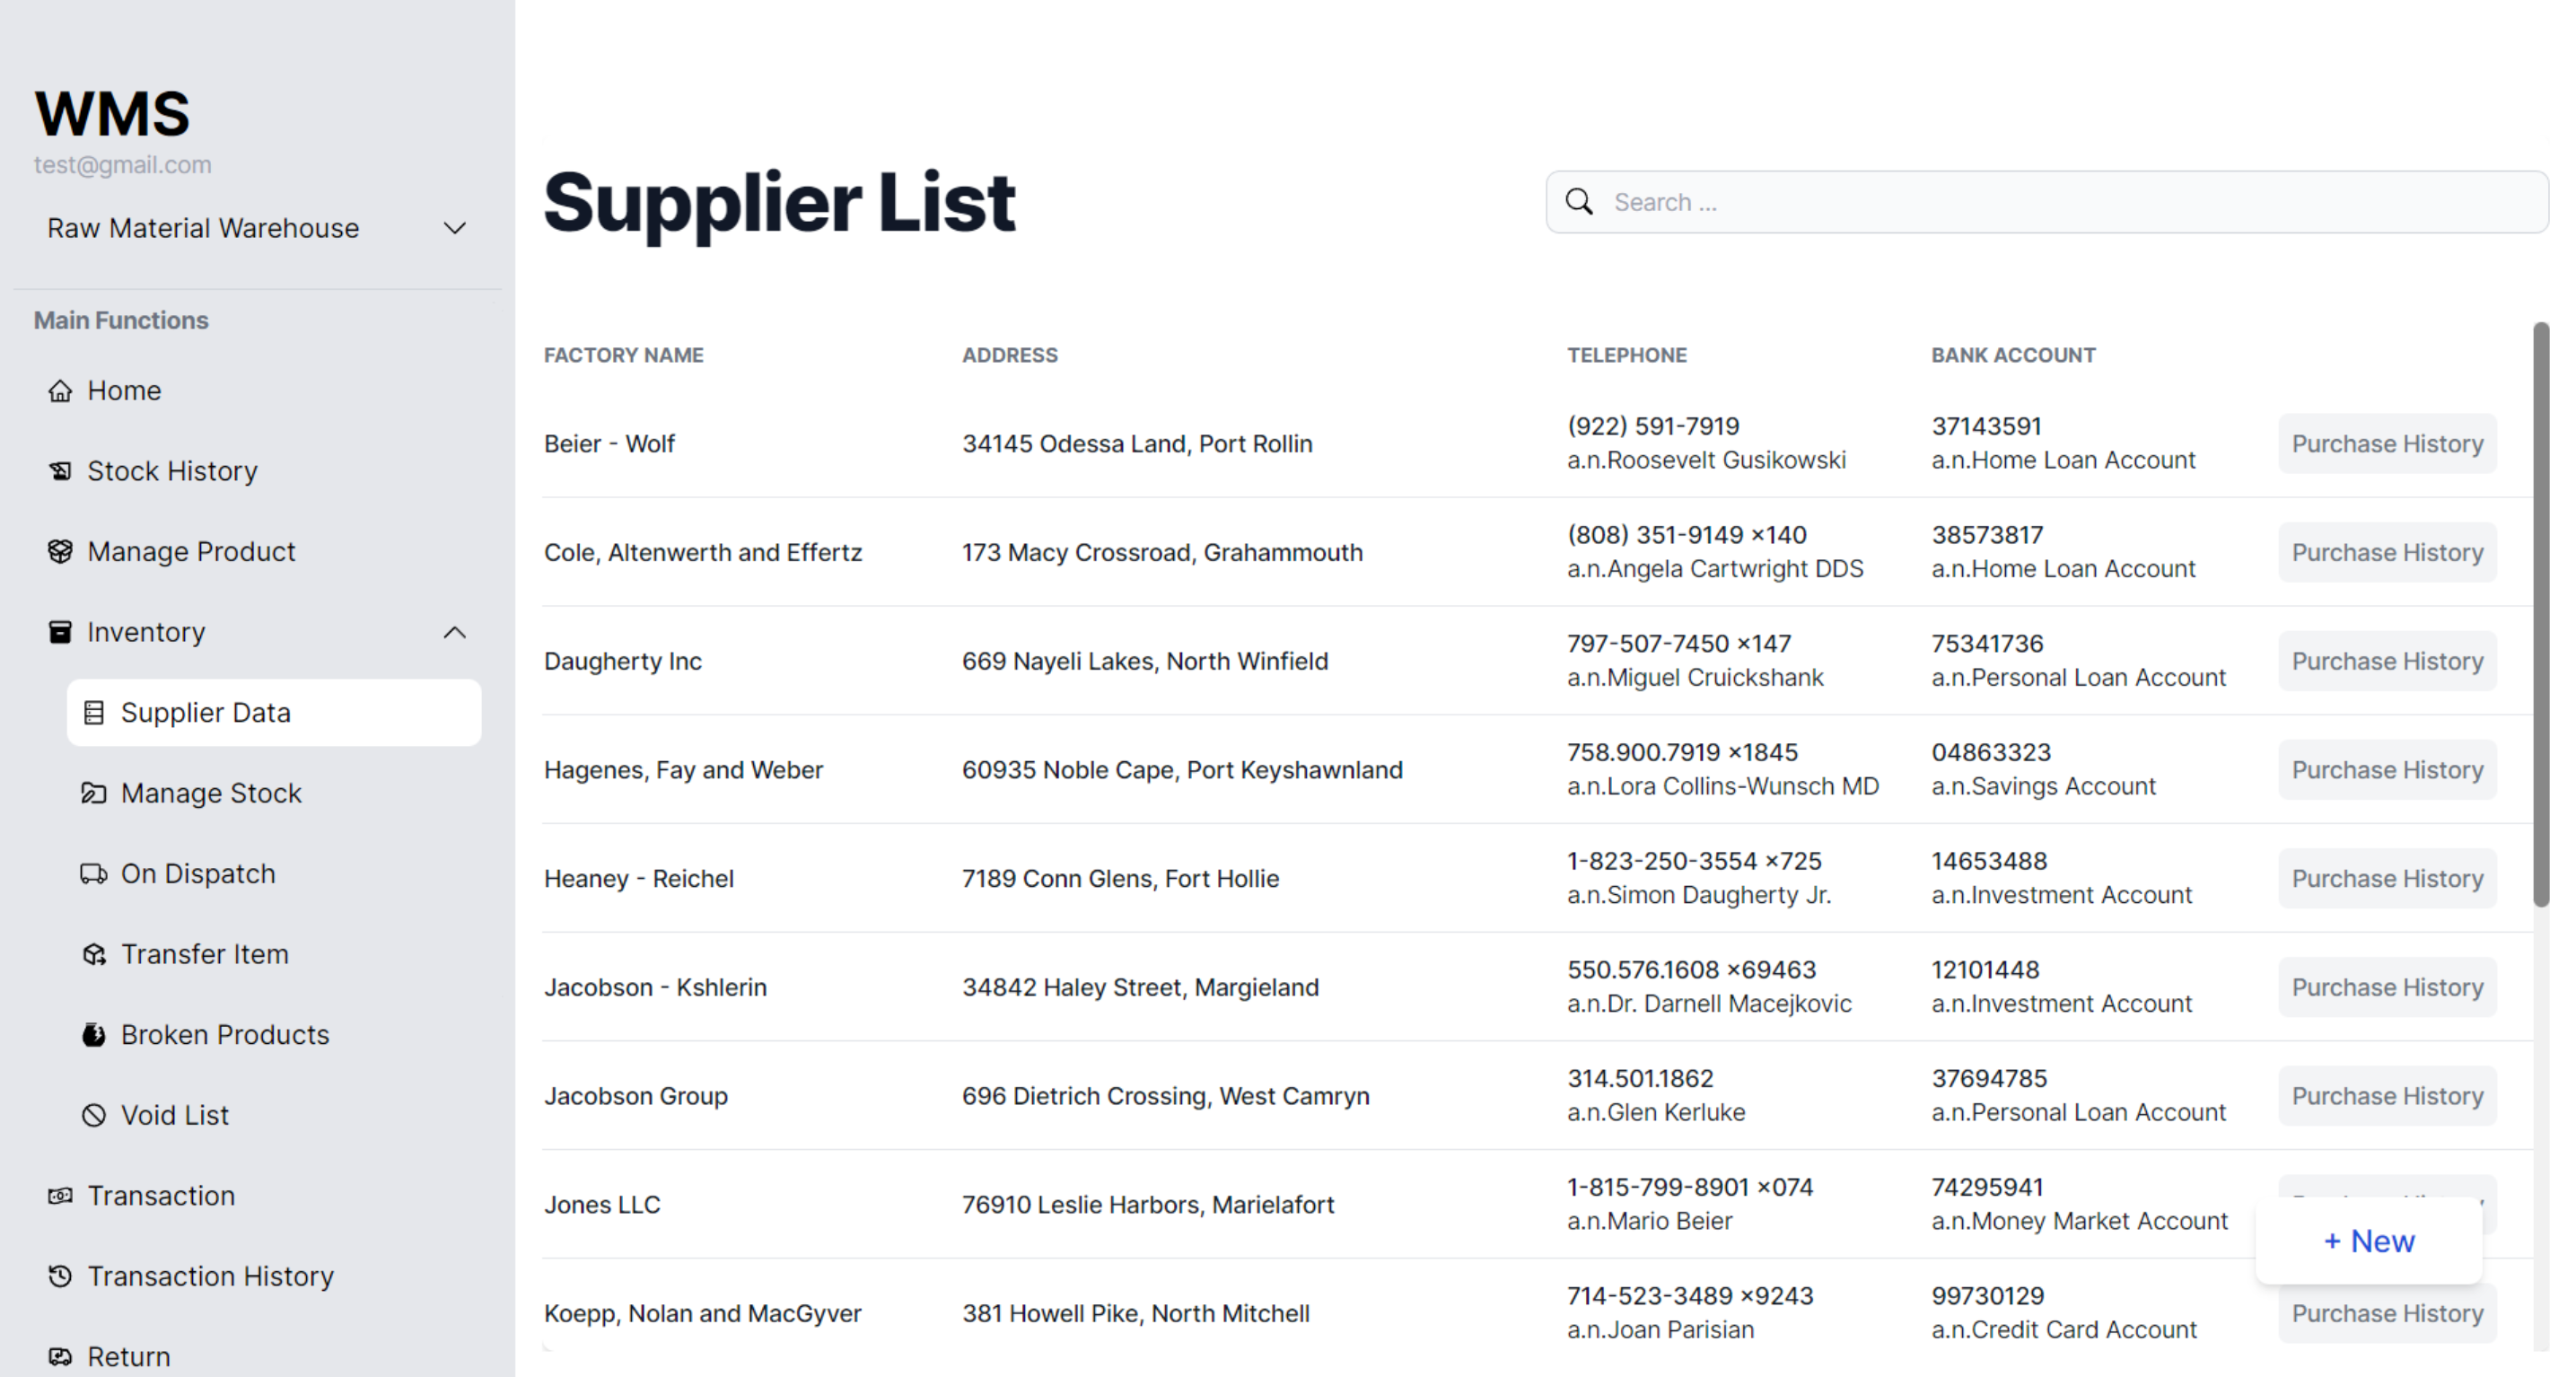 WMS
test@gmail.com
Raw Material Warehouse
Main Functions
Home
Stock History
Manage Product
Inventory
Supplier Data
Manage Stock
On Dispatch
Transfer Item
Broken Products
Void List
Transaction
Transaction History
Return
Supplier List
Search ...
FACTORY NAME ADDRESS TELEPHONE BANK ACCOUNT
Beier - Wolf 34145 Odessa Land, Port Rollin (922) 591-7919 37143591 Purchase History
a.n.Roosevelt Gusikowski a.n.Home Loan Account
Cole, Altenwerth and Effertz 173 Macy Crossroad, Grahammouth (808) 351-9149 ×140 38573817 Purchase History
a.n.Angela Cartwright DDS a.n.Home Loan Account
Daugherty Inc 669 Nayeli Lakes, North Winfield 797-507-7450 ×147 75341736 Purchase History
a.n.Miguel Cruickshank a.n.Personal Loan Account
Hagenes, Fay and Weber 60935 Noble Cape, Port Keyshawnland 758.900.7919 ×1845 04863323 Purchase History
a.n.Lora Collins-Wunsch MD a.n.Savings Account
Heaney - Reichel 7189 Conn Glens, Fort Hollie 1-823-250-3554 ×725 14653488 Purchase History
a.n.Simon Daugherty Jr. a.n.Investment Account
Jacobson - Kshlerin 34842 Haley Street, Margieland 550.576.1608 ×69463 12101448 Purchase History
a.n.Dr. Darnell Macejkovic a.n.Investment Account
Jacobson Group 696 Dietrich Crossing, West Camryn 314.501.1862 37694785 Purchase History
a.n.Glen Kerluke a.n.Personal Loan Account
Jones LLC 76910 Leslie Harbors, Marielafort 1-815-799-8901 ×074 74295941
a.n.Mario Beier a.n.Money Market Account
+ New
Koepp, Nolan and MacGyver 381 Howell Pike, North Mitchell 714-523-3489 ×9243 99730129 Purchase History
a.n.Joan Parisian a.n.Credit Card Account